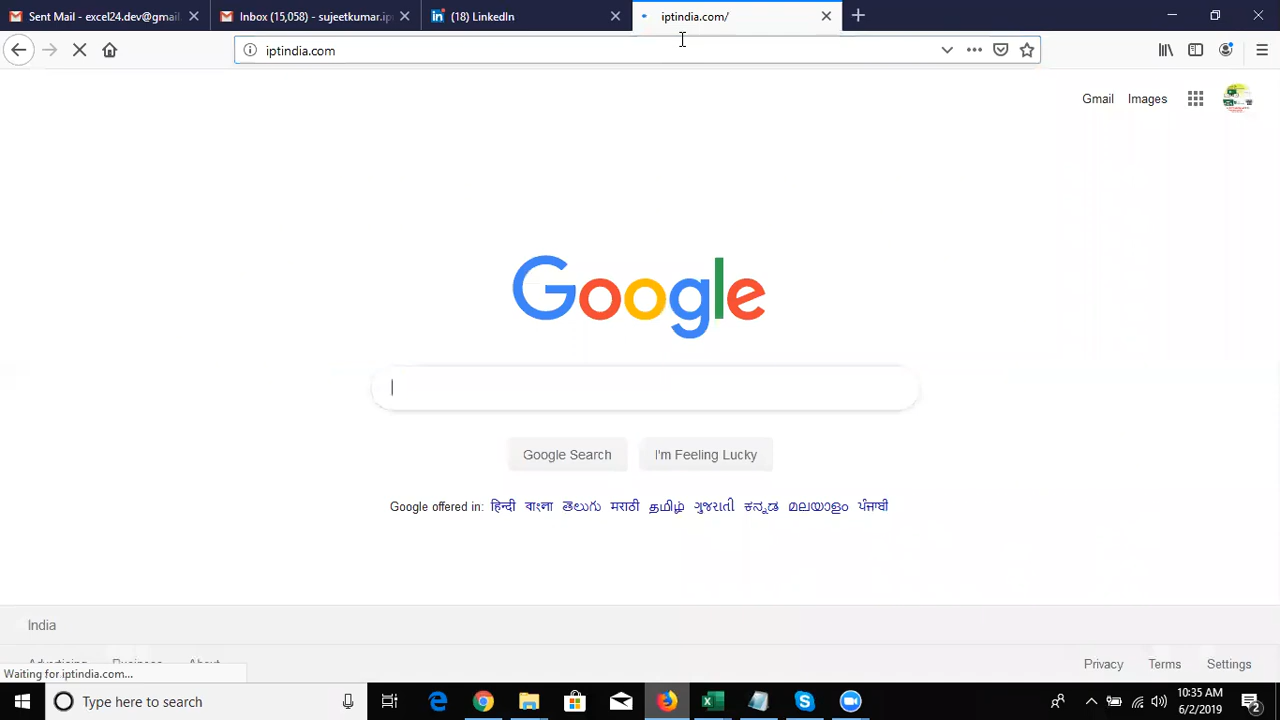 Sent Mail - excel24.dev@gmail. Inbox (15,058) - sujeetkumar.ip (18) LinkedIn iptindia.com/
iptindia.com
Gmail Images
Google
Google Search I'm Feeling Lucky
Google offered in: हिन्दी বাংলা తెలుగు मराठी தமிழ் ગુજરાતી ಕನ್ನಡ മലയാളം ਪੰਜਾਬੀ
India
Advertising Business About Privacy Terms Settings
Waiting for iptindia.com...
Type here to search
10:35 AM
6/2/2019
2